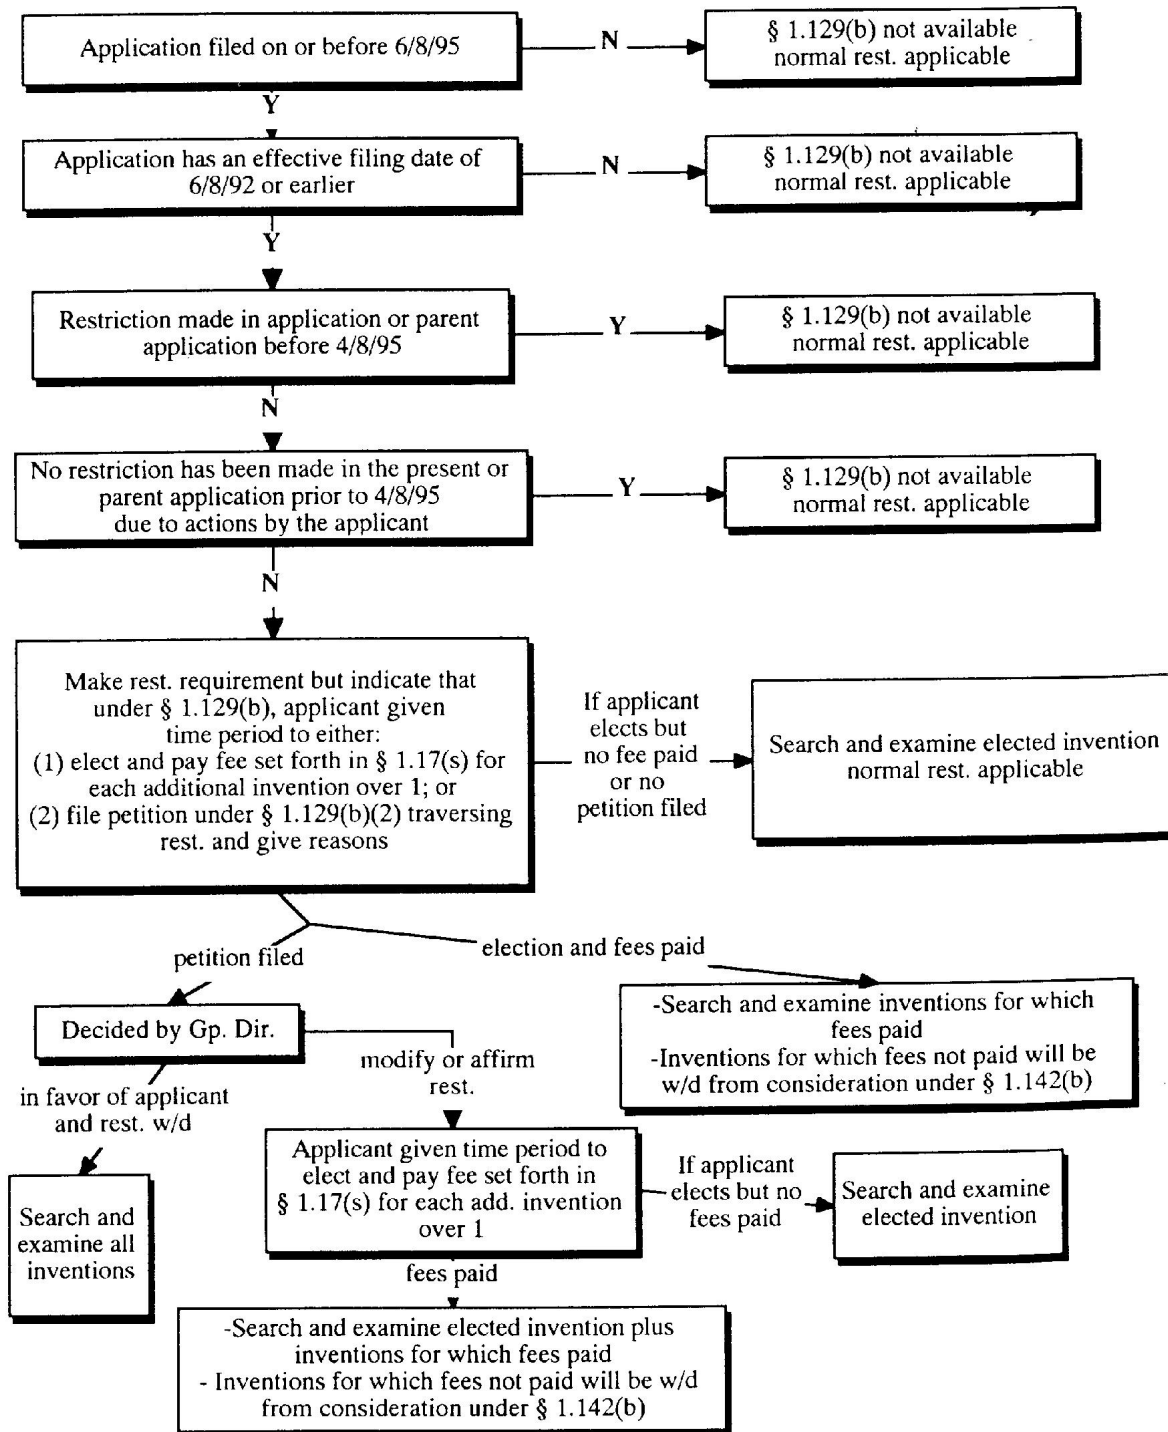 Application filed on or before 6/8/95
N
§ 1.129(b) not available
normal rest. applicable
Y
Application has an effective filing date of
6/8/92 or earlier
N
§ 1.129(b) not available
normal rest. applicable
Y
Restriction made in application or parent
application before 4/8/95
Y
§ 1.129(b) not available
normal rest. applicable
N
No restriction has been made in the present or
parent application prior to 4/8/95
due to actions by the applicant
Y
§ 1.129(b) not available
normal rest. applicable
N
Make rest. requirement but indicate that
under § 1.129(b), applicant given
time period to either:
(1) elect and pay fee set forth in § 1.17(s) for
each additional invention over 1; or
(2) file petition under § 1.129(b)(2) traversing
rest. and give reasons
If applicant
elects but
no fee paid
or no
petition filed
Search and examine elected invention
normal rest. applicable
petition filed
election and fees paid
Decided by Gp. Dir.
-Search and examine inventions for which
fees paid
-Inventions for which fees not paid will be
w/d from consideration under § 1.142(b)
modify or affirm
rest.
in favor of applicant
and rest. w/d
Applicant given time period to
elect and pay fee set forth in
§ 1.17(s) for each add. invention
over 1
If applicant
elects but no
fees paid
Search and examine
elected invention
Search and
examine all
inventions
fees paid
-Search and examine elected invention plus
inventions for which fees paid
- Inventions for which fees not paid will be w/d
from consideration under § 1.142(b)